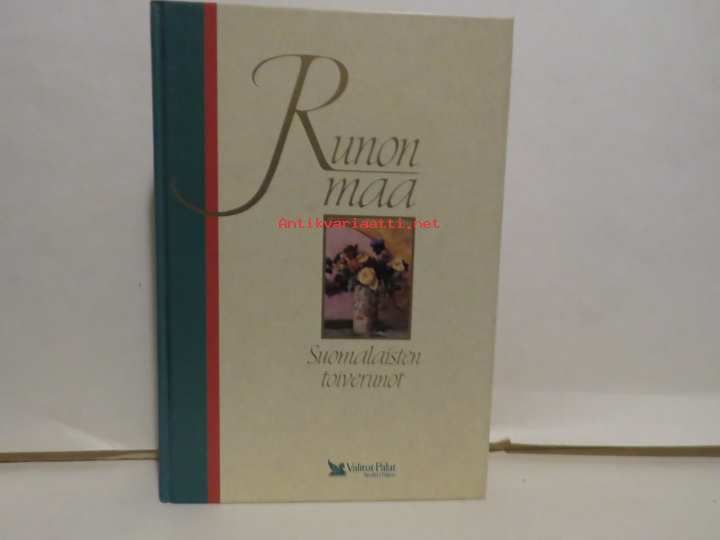 Runon
maa
Antikvariaatti.net
Suomalaisten
toiverunot
Valitut Palat